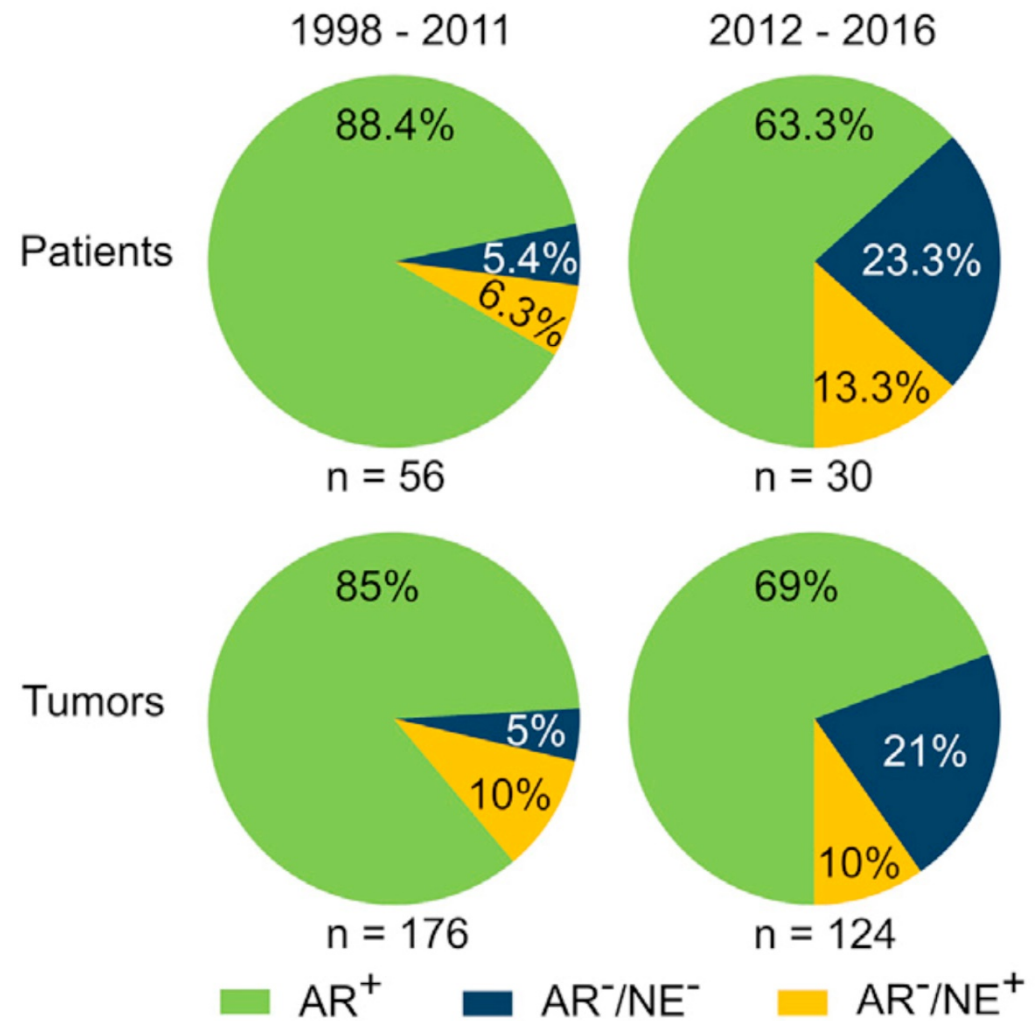 1998 - 2011
2012 - 2016
Patients
88.4%
5.4%
6.3%
n = 56
63.3%
23.3%
13.3%
n = 30
Tumors
85%
5%
10%
n = 176
69%
21%
10%
n = 124
AR⁺
AR⁻/NE⁻
AR⁻/NE⁺